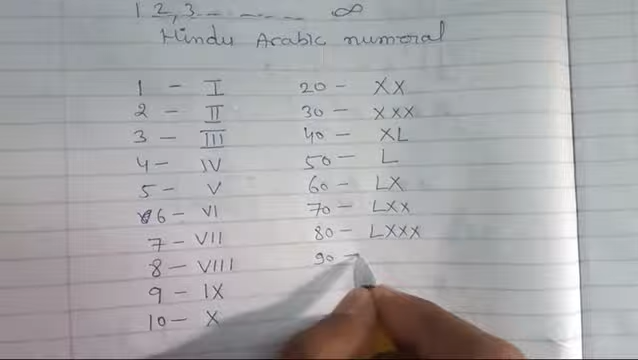 1 2,3 - - - - - - - ∞
Hindu Arabic numoral
1 - I
2 - II
3 - III
4 - IV
5 - V
6 - VI
7 - VII
8 - VIII
9 - IX
10 - X
20 - XX
30 - XXX
40 - XL
50 - L
60 - LX
70 - LXX
80 - LXXX
90 -